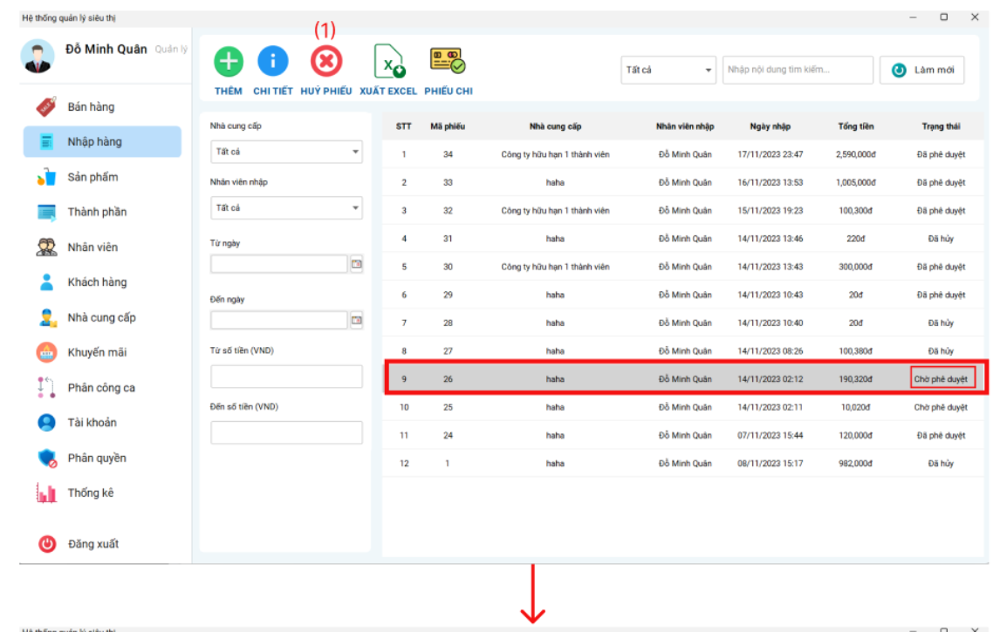 Hệ thống quản lý siêu thị
(1)
Đỗ Minh Quân Quản lý
THÊM CHI TIẾT HUỶ PHIẾU XUẤT EXCEL PHIẾU CHI
Tất cả Nhập nội dung tìm kiếm... Làm mới
Bán hàng
Nhập hàng
Sản phẩm
Thành phần
Nhân viên
Khách hàng
Nhà cung cấp
Khuyến mãi
Phân công ca
Tài khoản
Phân quyền
Thống kê
Đăng xuất
Nhà cung cấp
Tất cả
Nhân viên nhập
Tất cả
Từ ngày
Đến ngày
Từ số tiền (VND)
Đến số tiền (VND)
STT Mã phiếu Nhà cung cấp Nhân viên nhập Ngày nhập Tổng tiền Trạng thái
1 34 Công ty hữu hạn 1 thành viên Đỗ Minh Quân 17/11/2023 23:47 2,590,000đ Đã phê duyệt
2 33 haha Đỗ Minh Quân 16/11/2023 13:53 1,005,000đ Đã phê duyệt
3 32 Công ty hữu hạn 1 thành viên Đỗ Minh Quân 15/11/2023 19:23 100,300đ Đã phê duyệt
4 31 haha Đỗ Minh Quân 14/11/2023 13:46 220đ Đã hủy
5 30 Công ty hữu hạn 1 thành viên Đỗ Minh Quân 14/11/2023 13:43 300,000đ Đã phê duyệt
6 29 haha Đỗ Minh Quân 14/11/2023 10:43 20đ Đã phê duyệt
7 28 haha Đỗ Minh Quân 14/11/2023 10:40 20đ Đã hủy
8 27 haha Đỗ Minh Quân 14/11/2023 08:26 100,380đ Đã hủy
9 26 haha Đỗ Minh Quân 14/11/2023 02:12 190,320đ Chờ phê duyệt
10 25 haha Đỗ Minh Quân 14/11/2023 02:11 10,020đ Chờ phê duyệt
11 24 haha Đỗ Minh Quân 07/11/2023 15:44 120,000đ Đã phê duyệt
12 1 haha Đỗ Minh Quân 08/11/2023 15:17 982,000đ Đã hủy
Hệ thống quản lý siêu thị